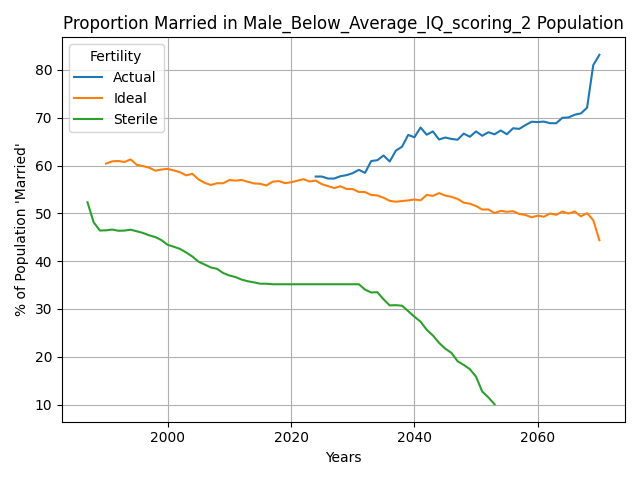 Proportion Married in Male_Below_Average_IQ_scoring_2 Population
Fertility
Actual
Ideal
Sterile
80
70
60
50
40
30
20
10
% of Population 'Married'
2000 2020 2040 2060
Years